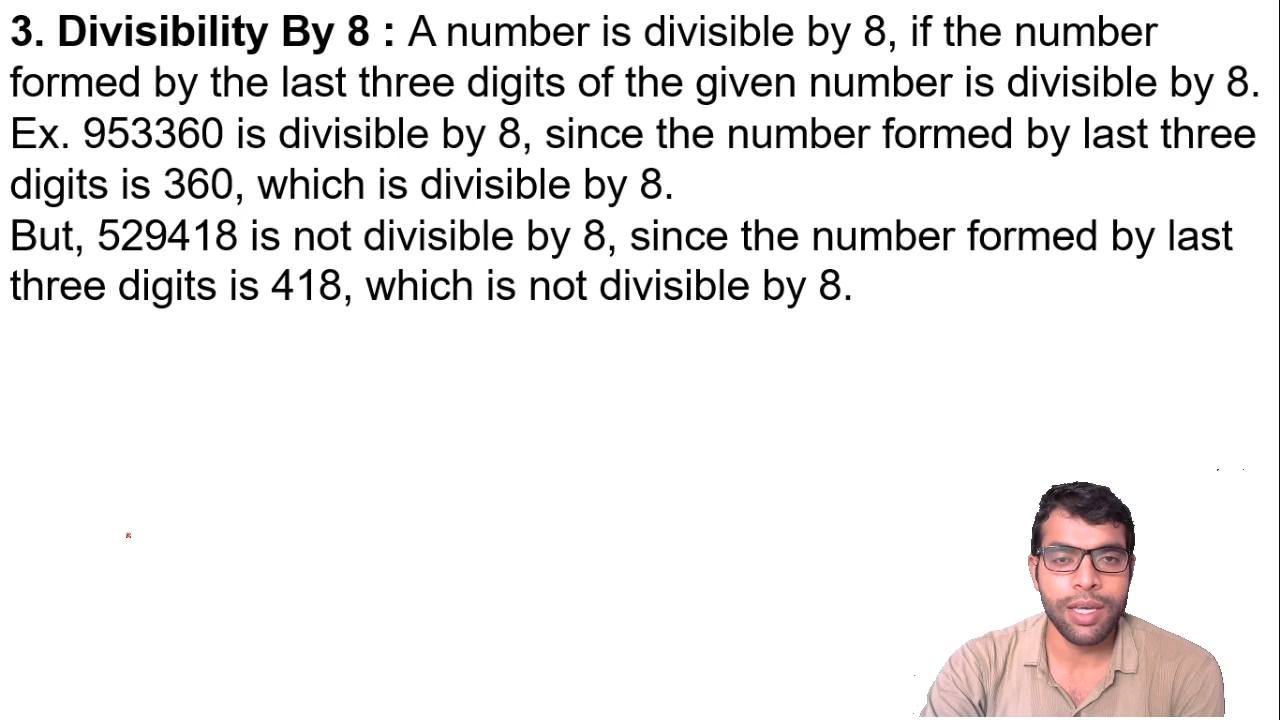 3. Divisibility By 8 : A number is divisible by 8, if the number
formed by the last three digits of the given number is divisible by 8.
Ex. 953360 is divisible by 8, since the number formed by last three
digits is 360, which is divisible by 8.
But, 529418 is not divisible by 8, since the number formed by last
three digits is 418, which is not divisible by 8.